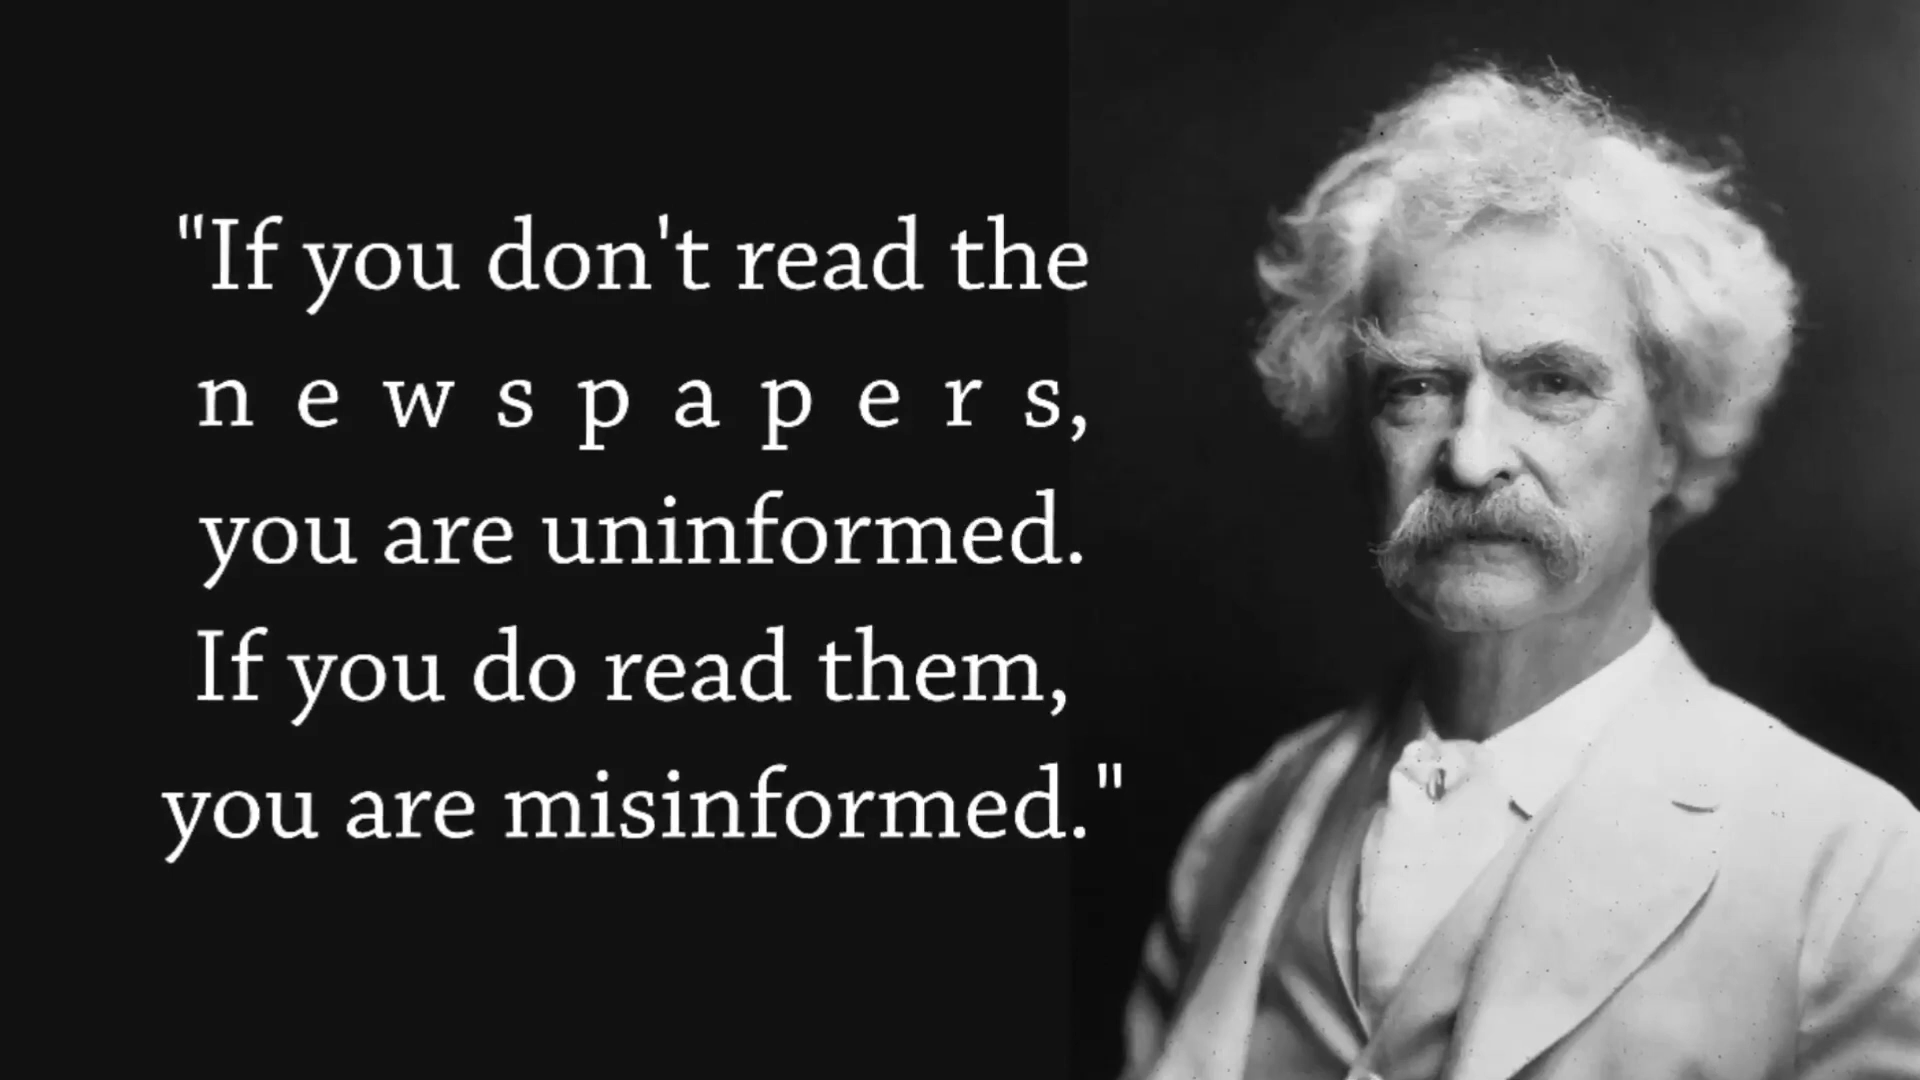 "If you don't read the
n e w s p a p e r s,
you are uninformed.
If you do read them,
you are misinformed."